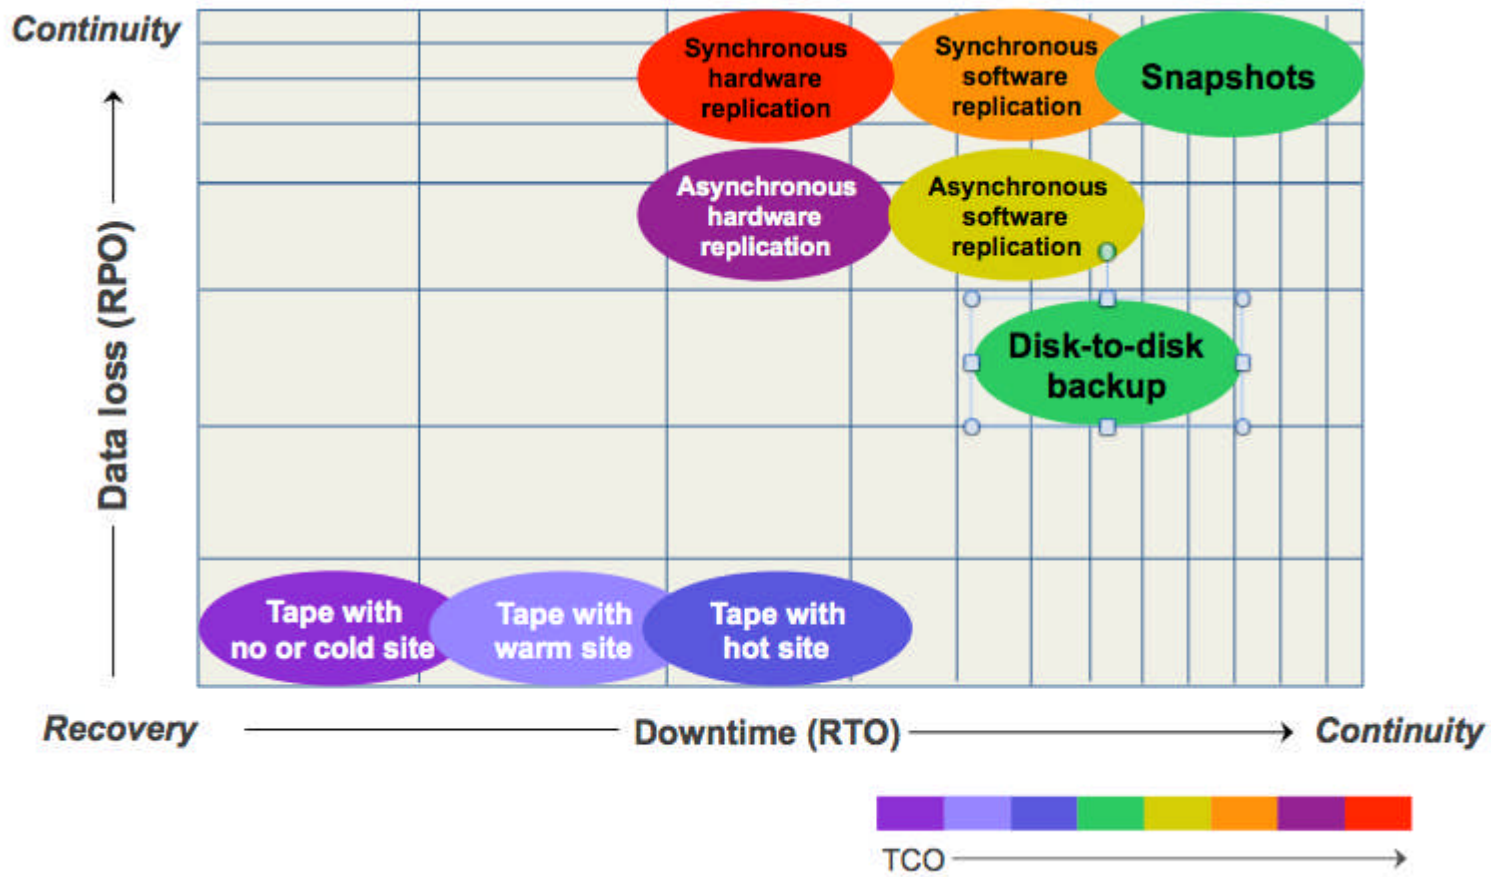 Continuity
Synchronous
hardware
replication
Synchronous
software
replication
Snapshots
Asynchronous
hardware
replication
Asynchronous
software
replication
Data loss (RPO)
Disk-to-disk
backup
Tape with
no or cold site
Tape with
warm site
Tape with
hot site
Recovery
Downtime (RTO)
Continuity
TCO